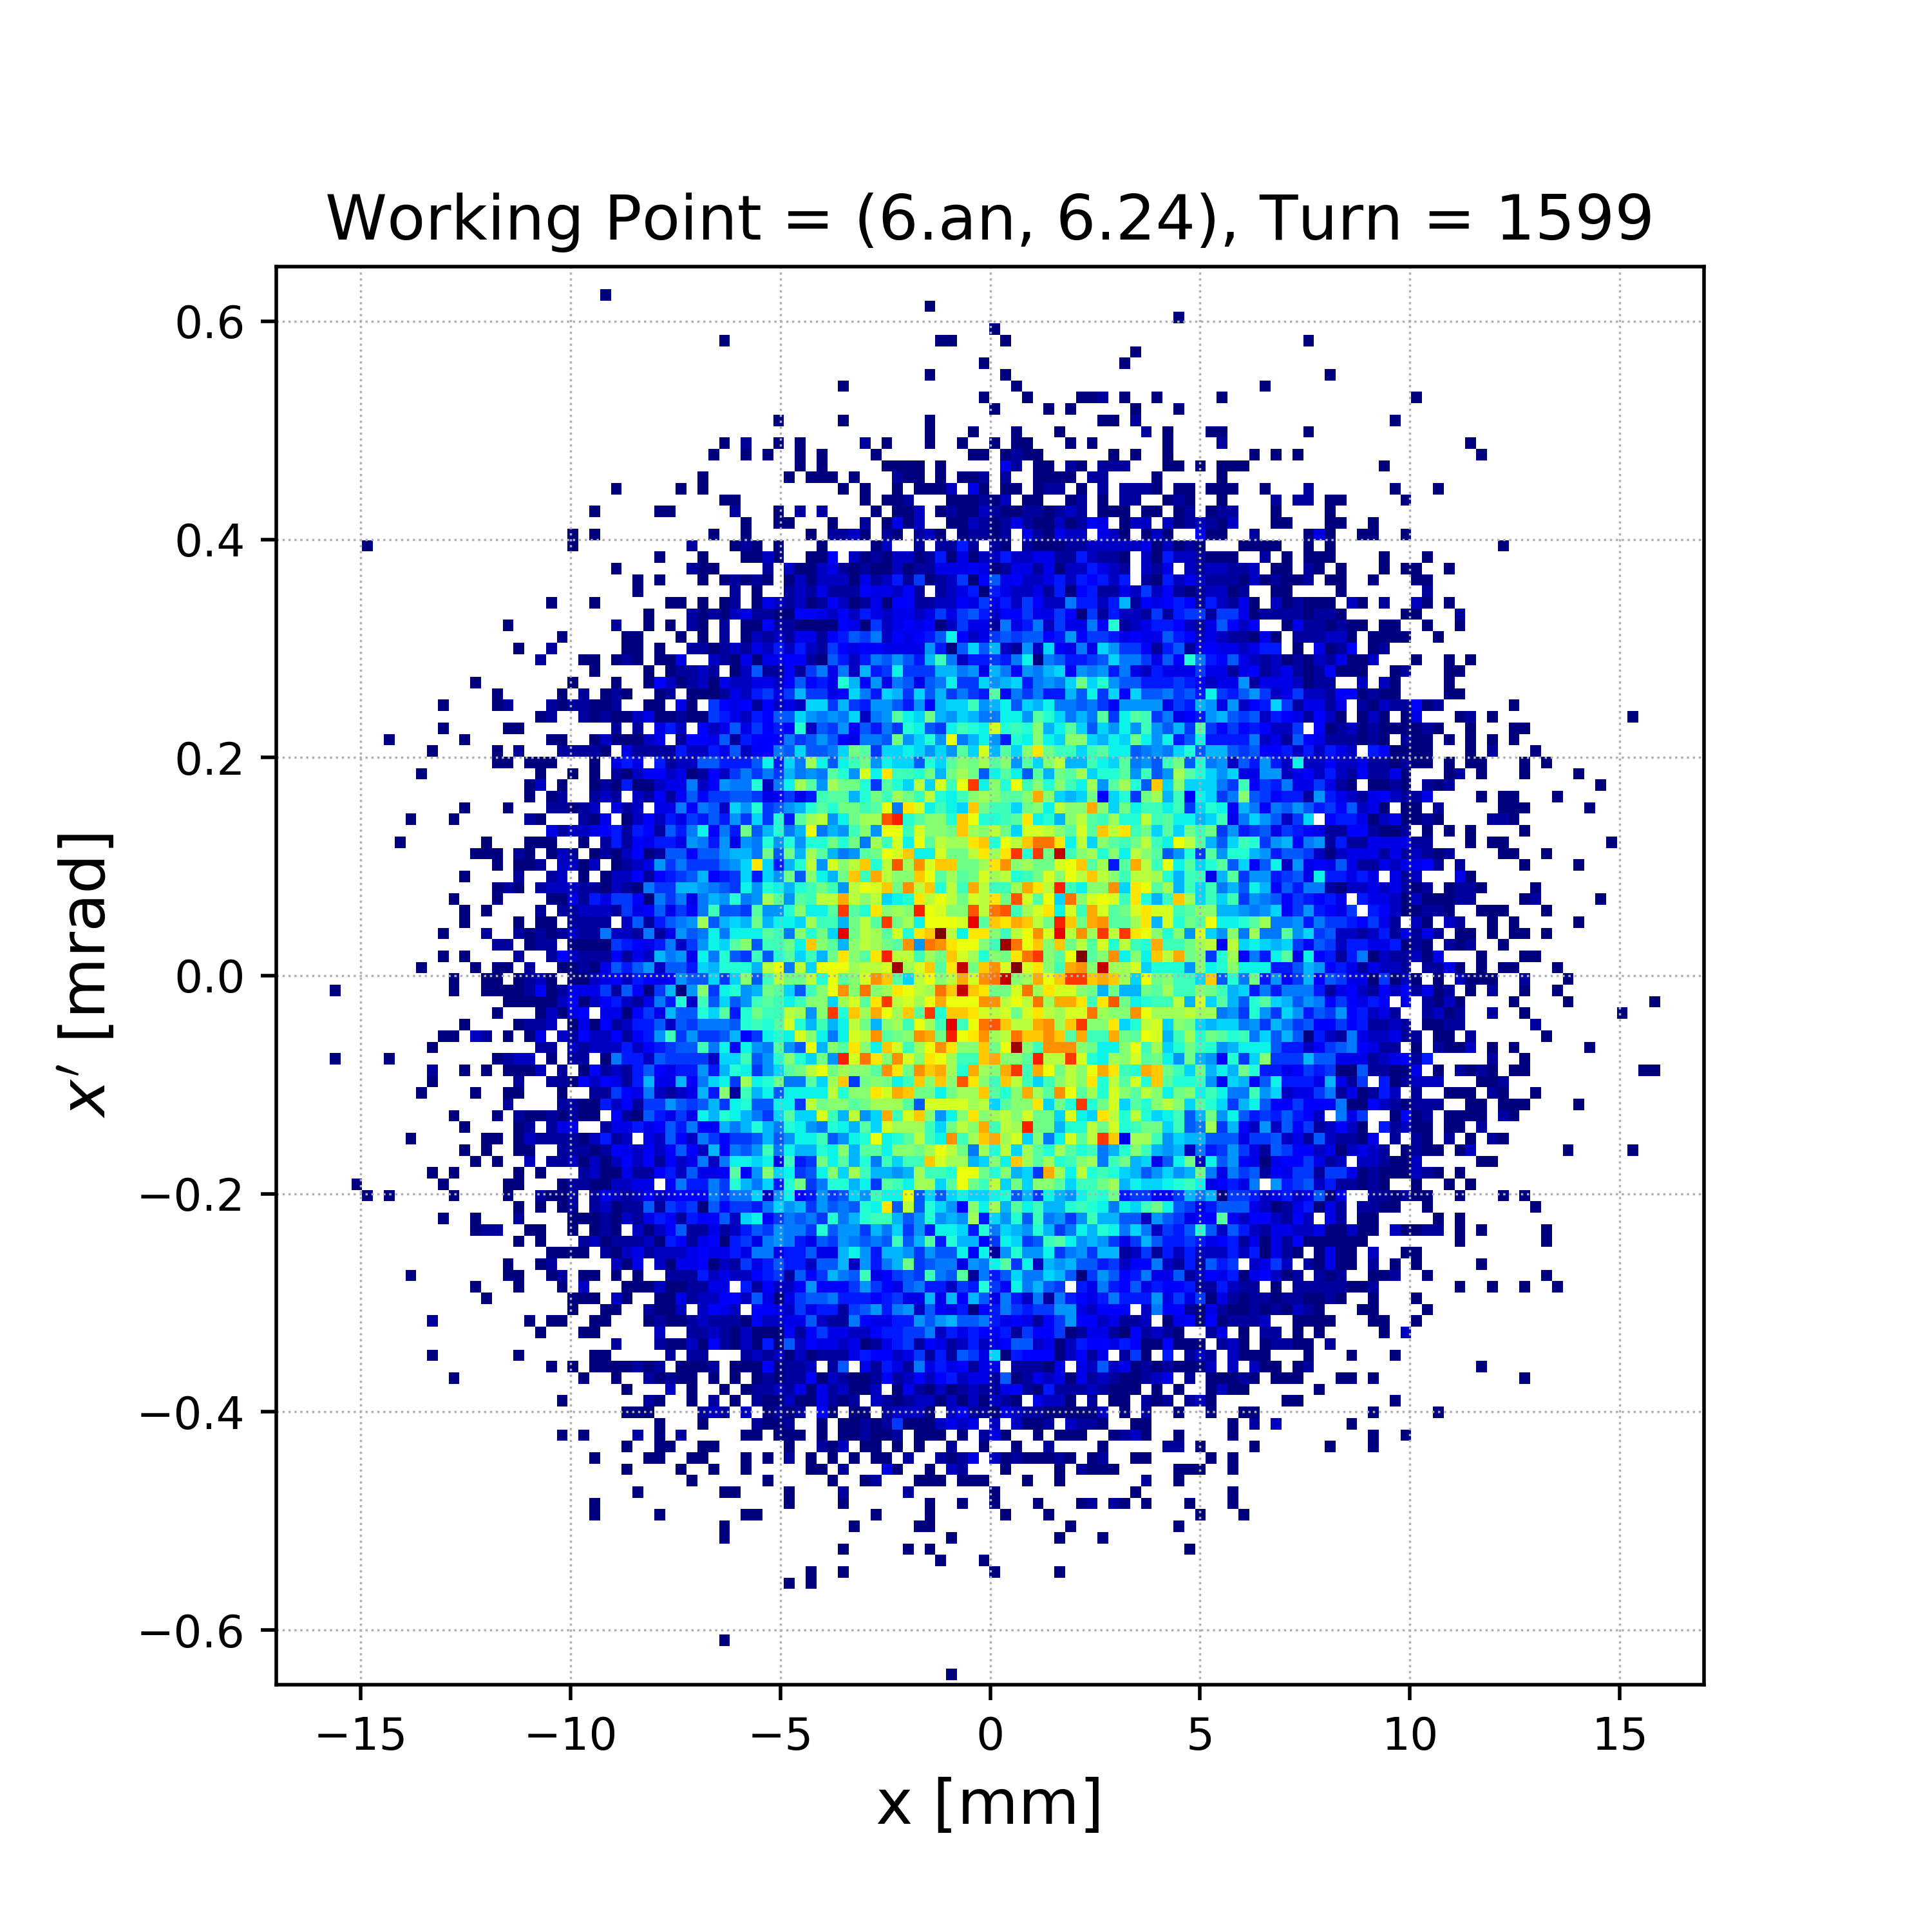 Working Point = (6.an, 6.24), Turn = 1599
0.6
0.4
0.2
0.0
−0.2
−0.4
−0.6
x′ [mrad]
−15 −10 −5 0 5 10 15
x [mm]